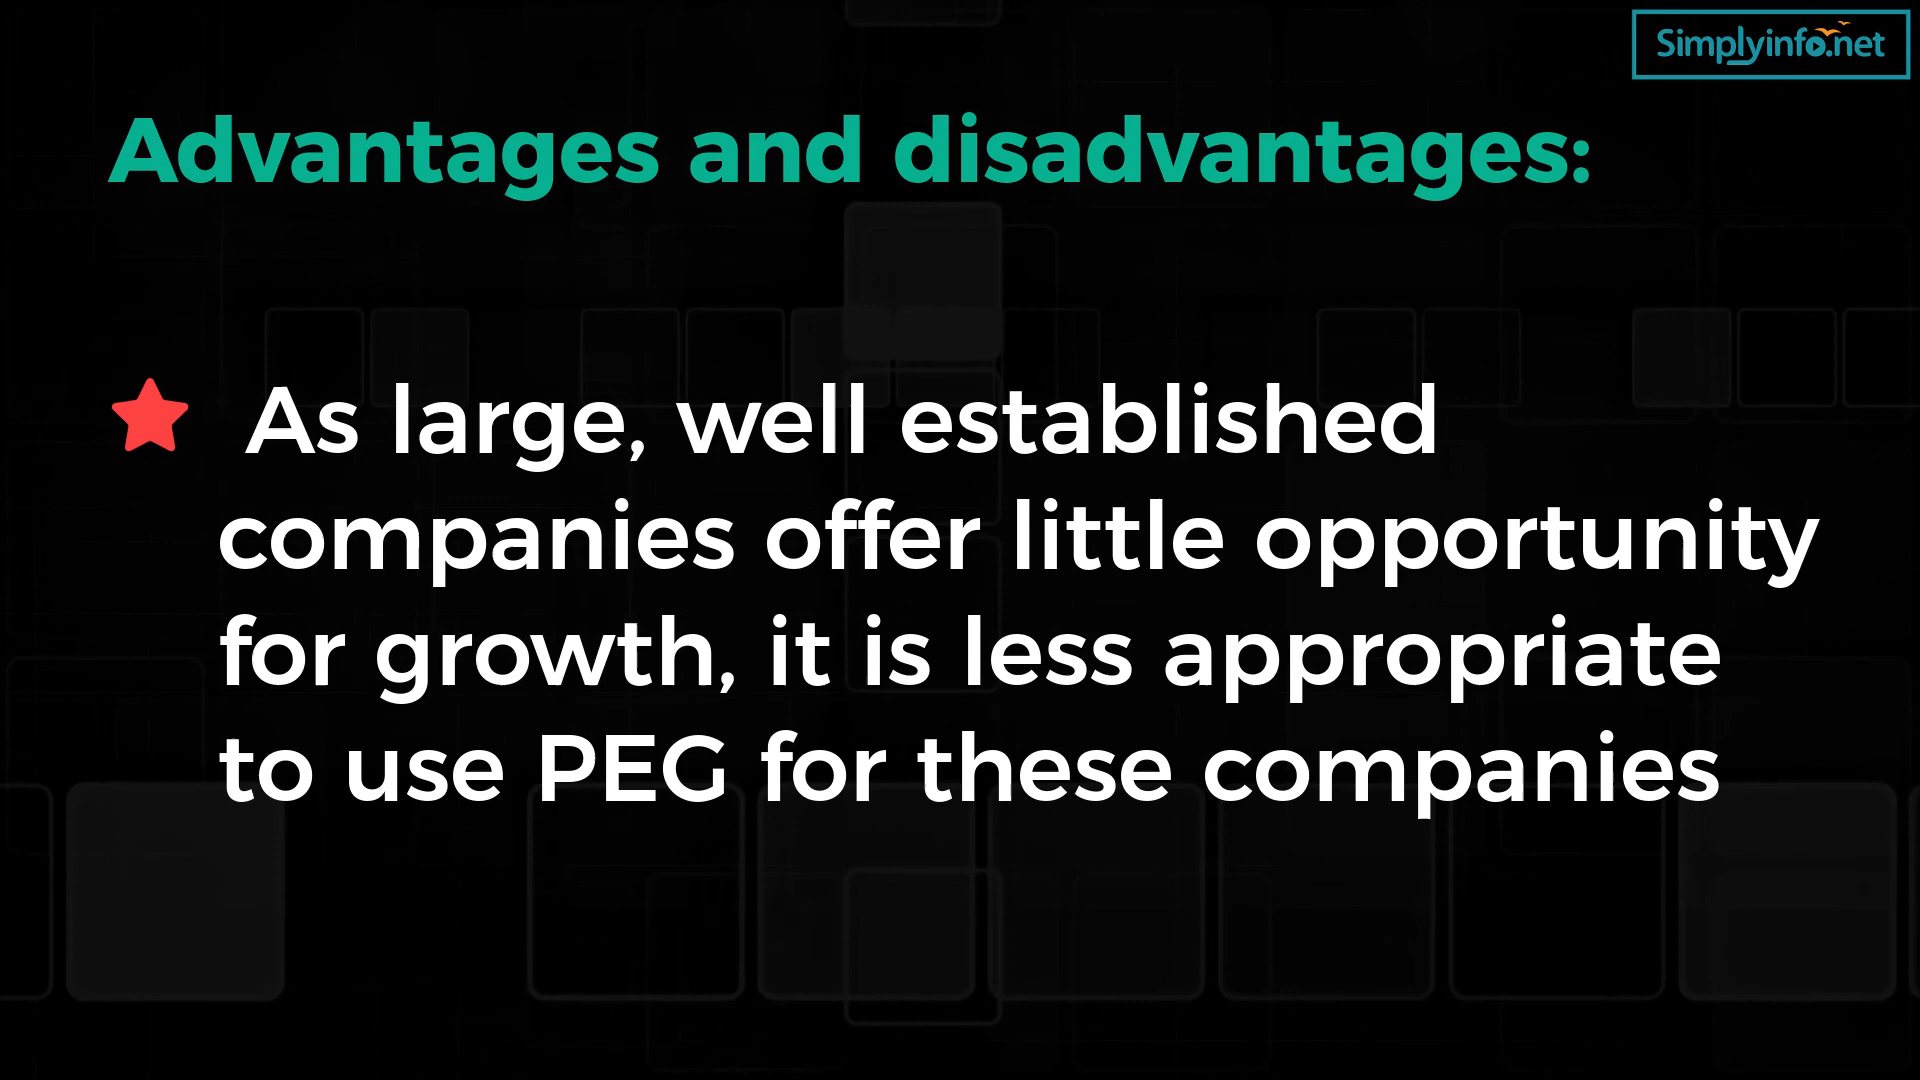 Simplyinfo.net
Advantages and disadvantages:
As large, well established
companies offer little opportunity
for growth, it is less appropriate
to use PEG for these companies